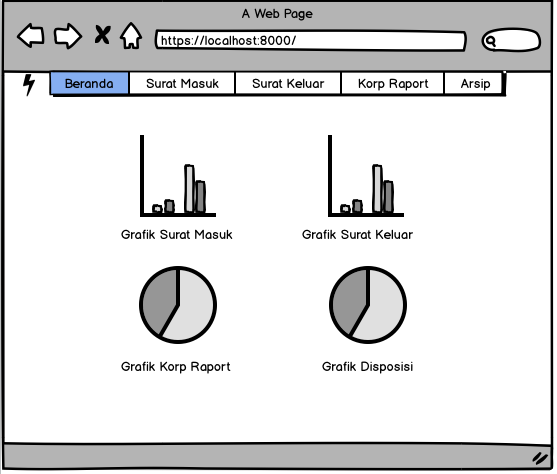 A Web Page
https://localhost:8000/
Beranda Surat Masuk Surat Keluar Korp Raport Arsip
Grafik Surat Masuk Grafik Surat Keluar
Grafik Korp Raport Grafik Disposisi